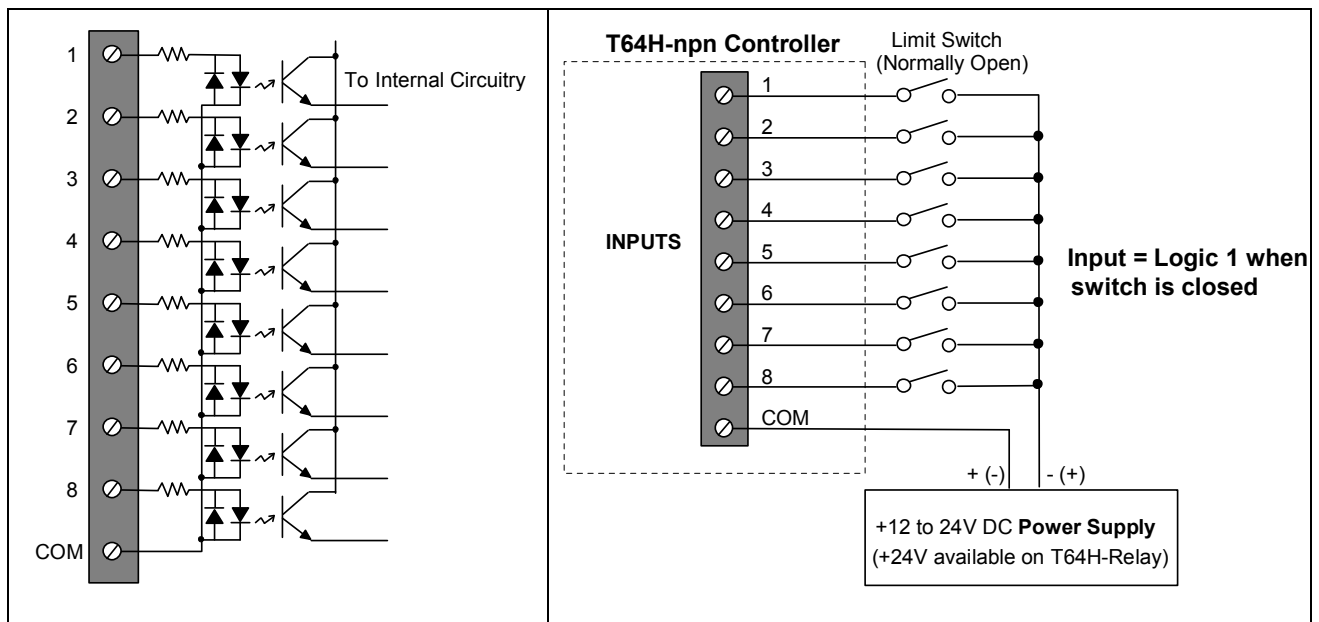 1
To Internal Circuitry
2
3
4
5
6
7
8
COM
T64H-npn Controller
Limit Switch
(Normally Open)
1
2
3
4
INPUTS
5
6
7
8
COM
Input = Logic 1 when
switch is closed
+ (-)
- (+)
+12 to 24V DC Power Supply
(+24V available on T64H-Relay)